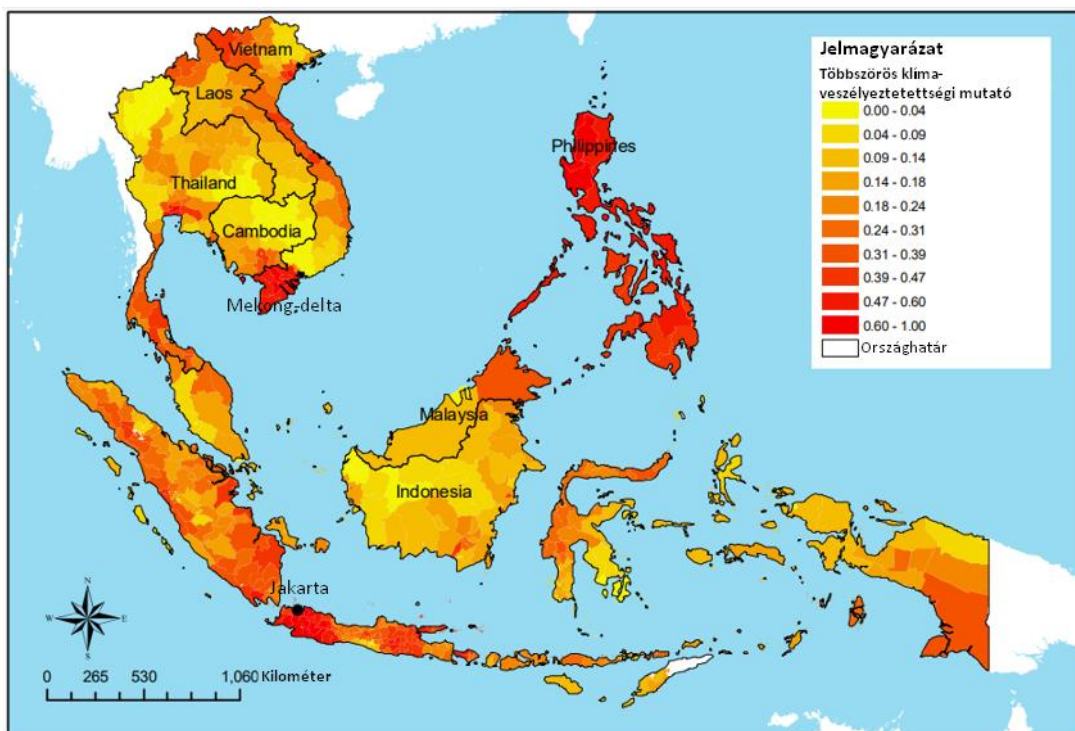 Jelmagyarázat
Többszörös klíma-
veszélyeztetettségi mutató
0.00 - 0.04
0.04 - 0.09
0.09 - 0.14
0.14 - 0.18
0.18 - 0.24
0.24 - 0.31
0.31 - 0.39
0.39 - 0.47
0.47 - 0.60
0.60 - 1.00
Országhatár
Vietnam
Laos
Philippines
Thailand
Cambodia
Mekong-delta
Malaysia
Indonesia
Jakarta
N
W E
S
0 265 530 1,060 Kilométer